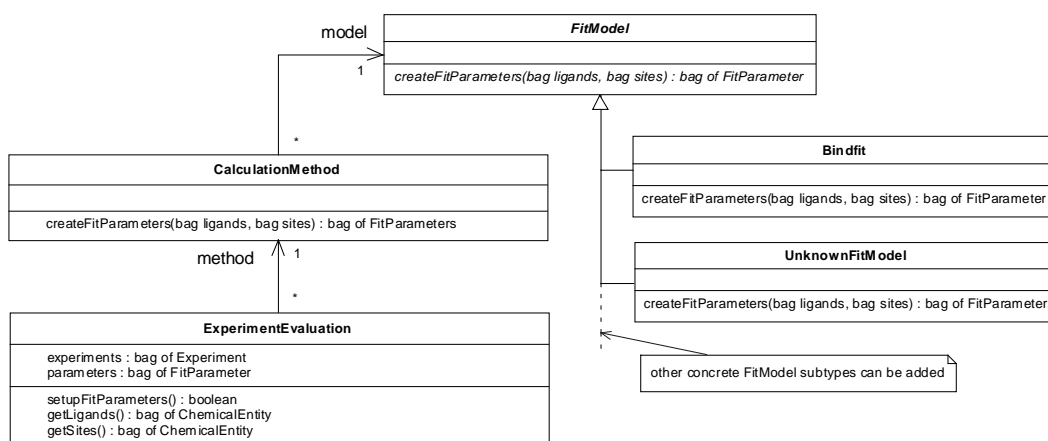 model
1
*
FitModel
createFitParameters(bag ligands, bag sites) : bag of FitParameter
CalculationMethod
createFitParameters(bag ligands, bag sites) : bag of FitParameters
method
1
*
ExperimentEvaluation
experiments : bag of Experiment
parameters : bag of FitParameter
setupFitParameters() : boolean
getLigands() : bag of ChemicalEntity
getSites() : bag of ChemicalEntity
Bindfit
createFitParameters(bag ligands, bag sites) : bag of FitParameter
UnknownFitModel
createFitParameters(bag ligands, bag sites) : bag of FitParameter
other concrete FitModel subtypes can be added